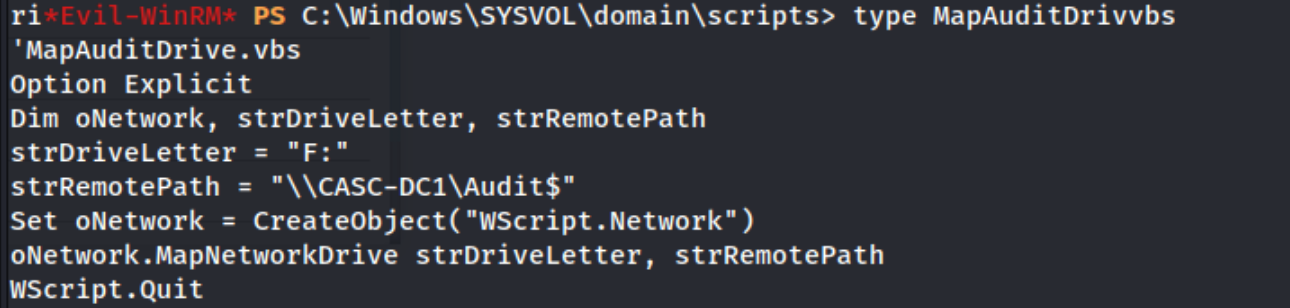 ri*Evil-WinRM* PS C:\Windows\SYSVOL\domain\scripts> type MapAuditDrivvbs
'MapAuditDrive.vbs
Option Explicit
Dim oNetwork, strDriveLetter, strRemotePath
strDriveLetter = "F:"
strRemotePath = "\\CASC-DC1\Audit$"
Set oNetwork = CreateObject("WScript.Network")
oNetwork.MapNetworkDrive strDriveLetter, strRemotePath
WScript.Quit